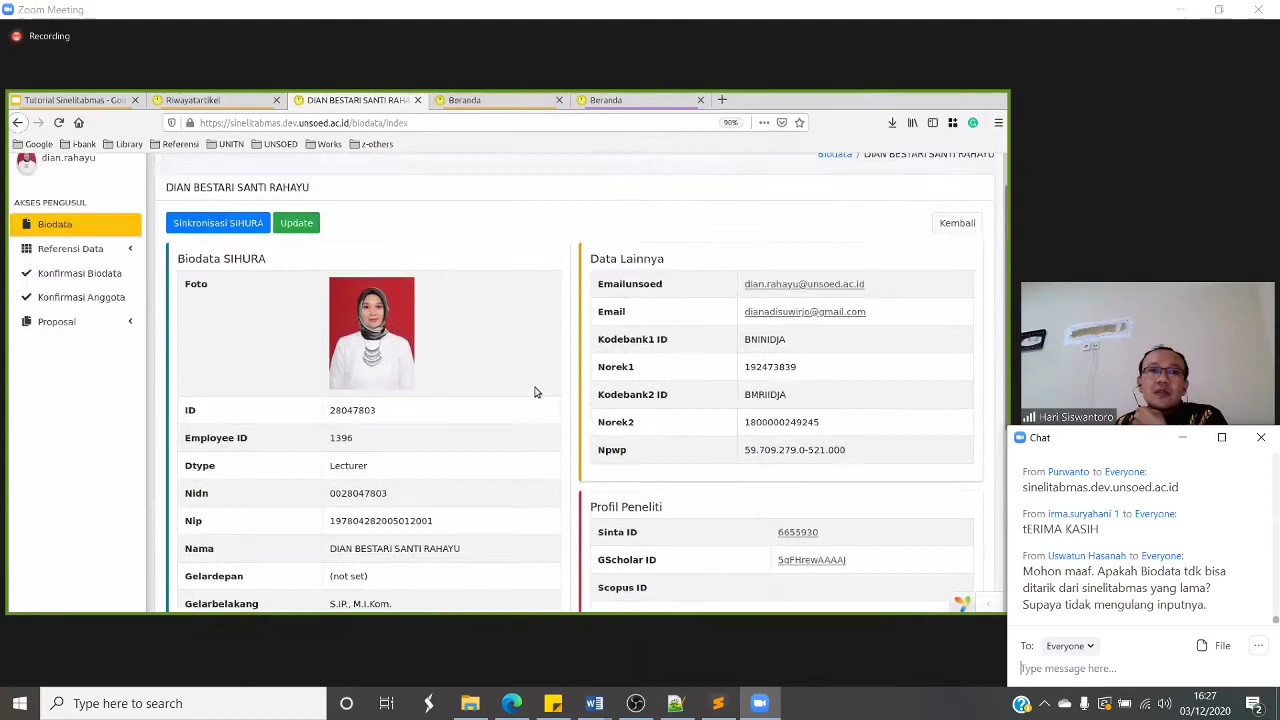 Zoom Meeting
Recording
Tutorial Sinelitabmas - Goo
Riwayatartikel
DIAN BESTARI SANTI RAHA
Beranda
Beranda
https://sinelitabmas.dev.unsoed.ac.id/biodata/index
90%
Google
I-bank
Library
Referensi
UNITN
UNSOED
Works
z-others
dian.rahayu
Biodata / DIAN BESTARI SANTI RAHAYU
AKSES PENGUSUL
Biodata
Referensi Data
Konfirmasi Biodata
Konfirmasi Anggota
Proposal
DIAN BESTARI SANTI RAHAYU
Sinkronisasi SIHURA
Update
Kembali
Biodata SIHURA
Foto
ID 28047803
Employee ID 1396
Dtype Lecturer
Nidn 0028047803
Nip 197804282005012001
Nama DIAN BESTARI SANTI RAHAYU
Gelardepan (not set)
Gelarbelakang S.IP., M.I.Kom.
Data Lainnya
Emailunsoed dian.rahayu@unsoed.ac.id
Email dianadisuwirjo@gmail.com
Kodebank1 ID BNINIDJA
Norek1 192473839
Kodebank2 ID BMRIIDJA
Norek2 1800000249245
Npwp 59.709.279.0-521.000
Profil Peneliti
Sinta ID 6655930
GScholar ID 5qFHrewAAAAJ
Scopus ID
Hari Siswantoro
Chat
From Purwanto to Everyone:
sinelitabmas.dev.unsoed.ac.id
From irma.suryahani 1 to Everyone:
tERIMA KASIH
From Uswatun Hasanah to Everyone:
Mohon maaf. Apakah Biodata tdk bisa
ditarik dari sinelitabmas yang lama?
Supaya tidak mengulang inputnya.
To: Everyone
File
Type message here...
Type here to search
16:27
03/12/2020
2